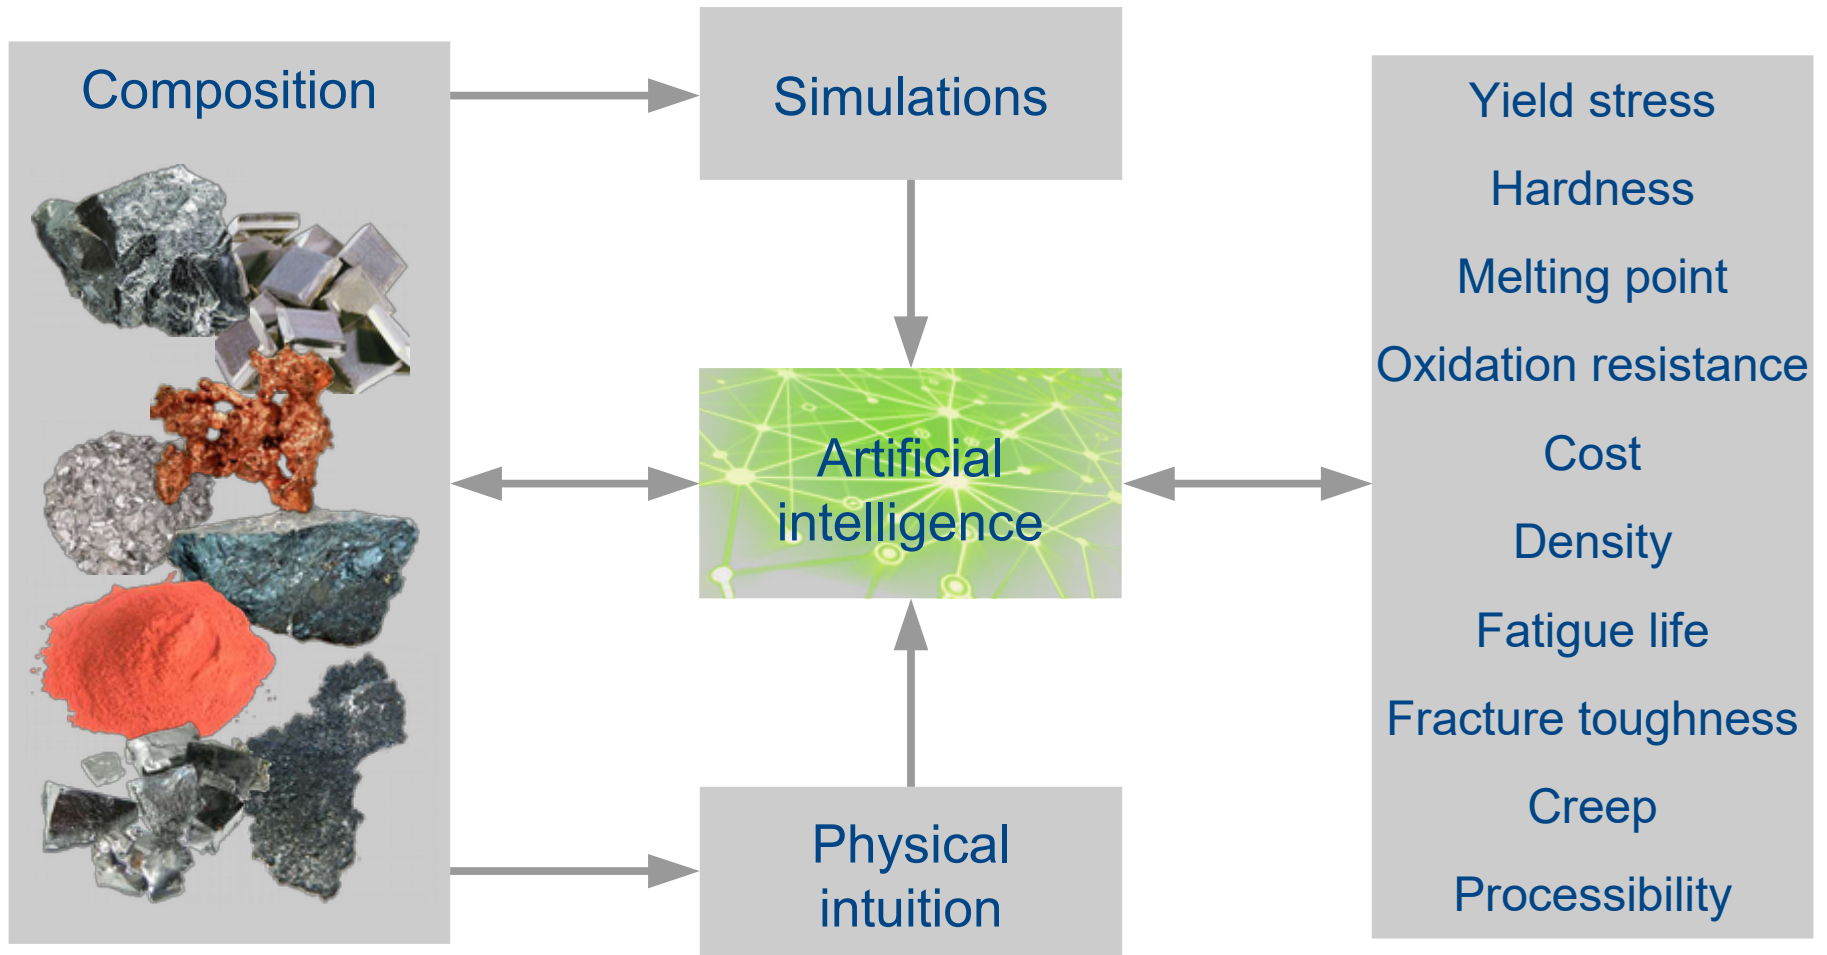 Composition
Simulations
Artificial
intelligence
Physical
intuition
Yield stress
Hardness
Melting point
Oxidation resistance
Cost
Density
Fatigue life
Fracture toughness
Creep
Processibility